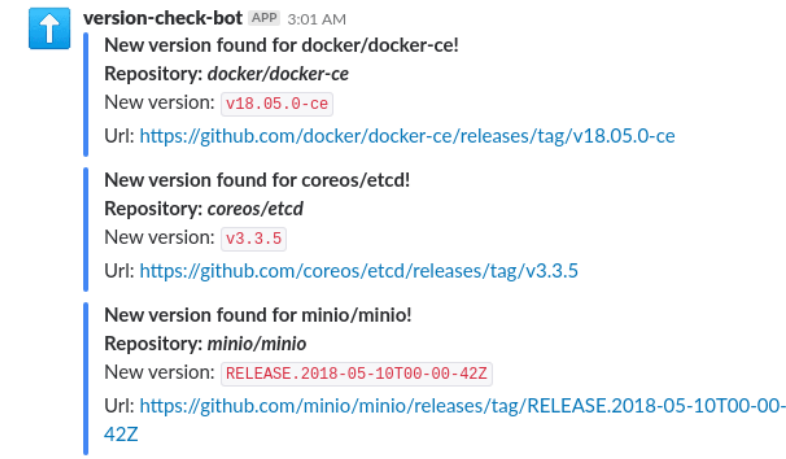 version-check-bot APP 3:01 AM
New version found for docker/docker-ce!
Repository: docker/docker-ce
New version: v18.05.0-ce
Url: https://github.com/docker/docker-ce/releases/tag/v18.05.0-ce
New version found for coreos/etcd!
Repository: coreos/etcd
New version: v3.3.5
Url: https://github.com/coreos/etcd/releases/tag/v3.3.5
New version found for minio/minio!
Repository: minio/minio
New version: RELEASE.2018-05-10T00-00-42Z
Url: https://github.com/minio/minio/releases/tag/RELEASE.2018-05-10T00-00-
42Z